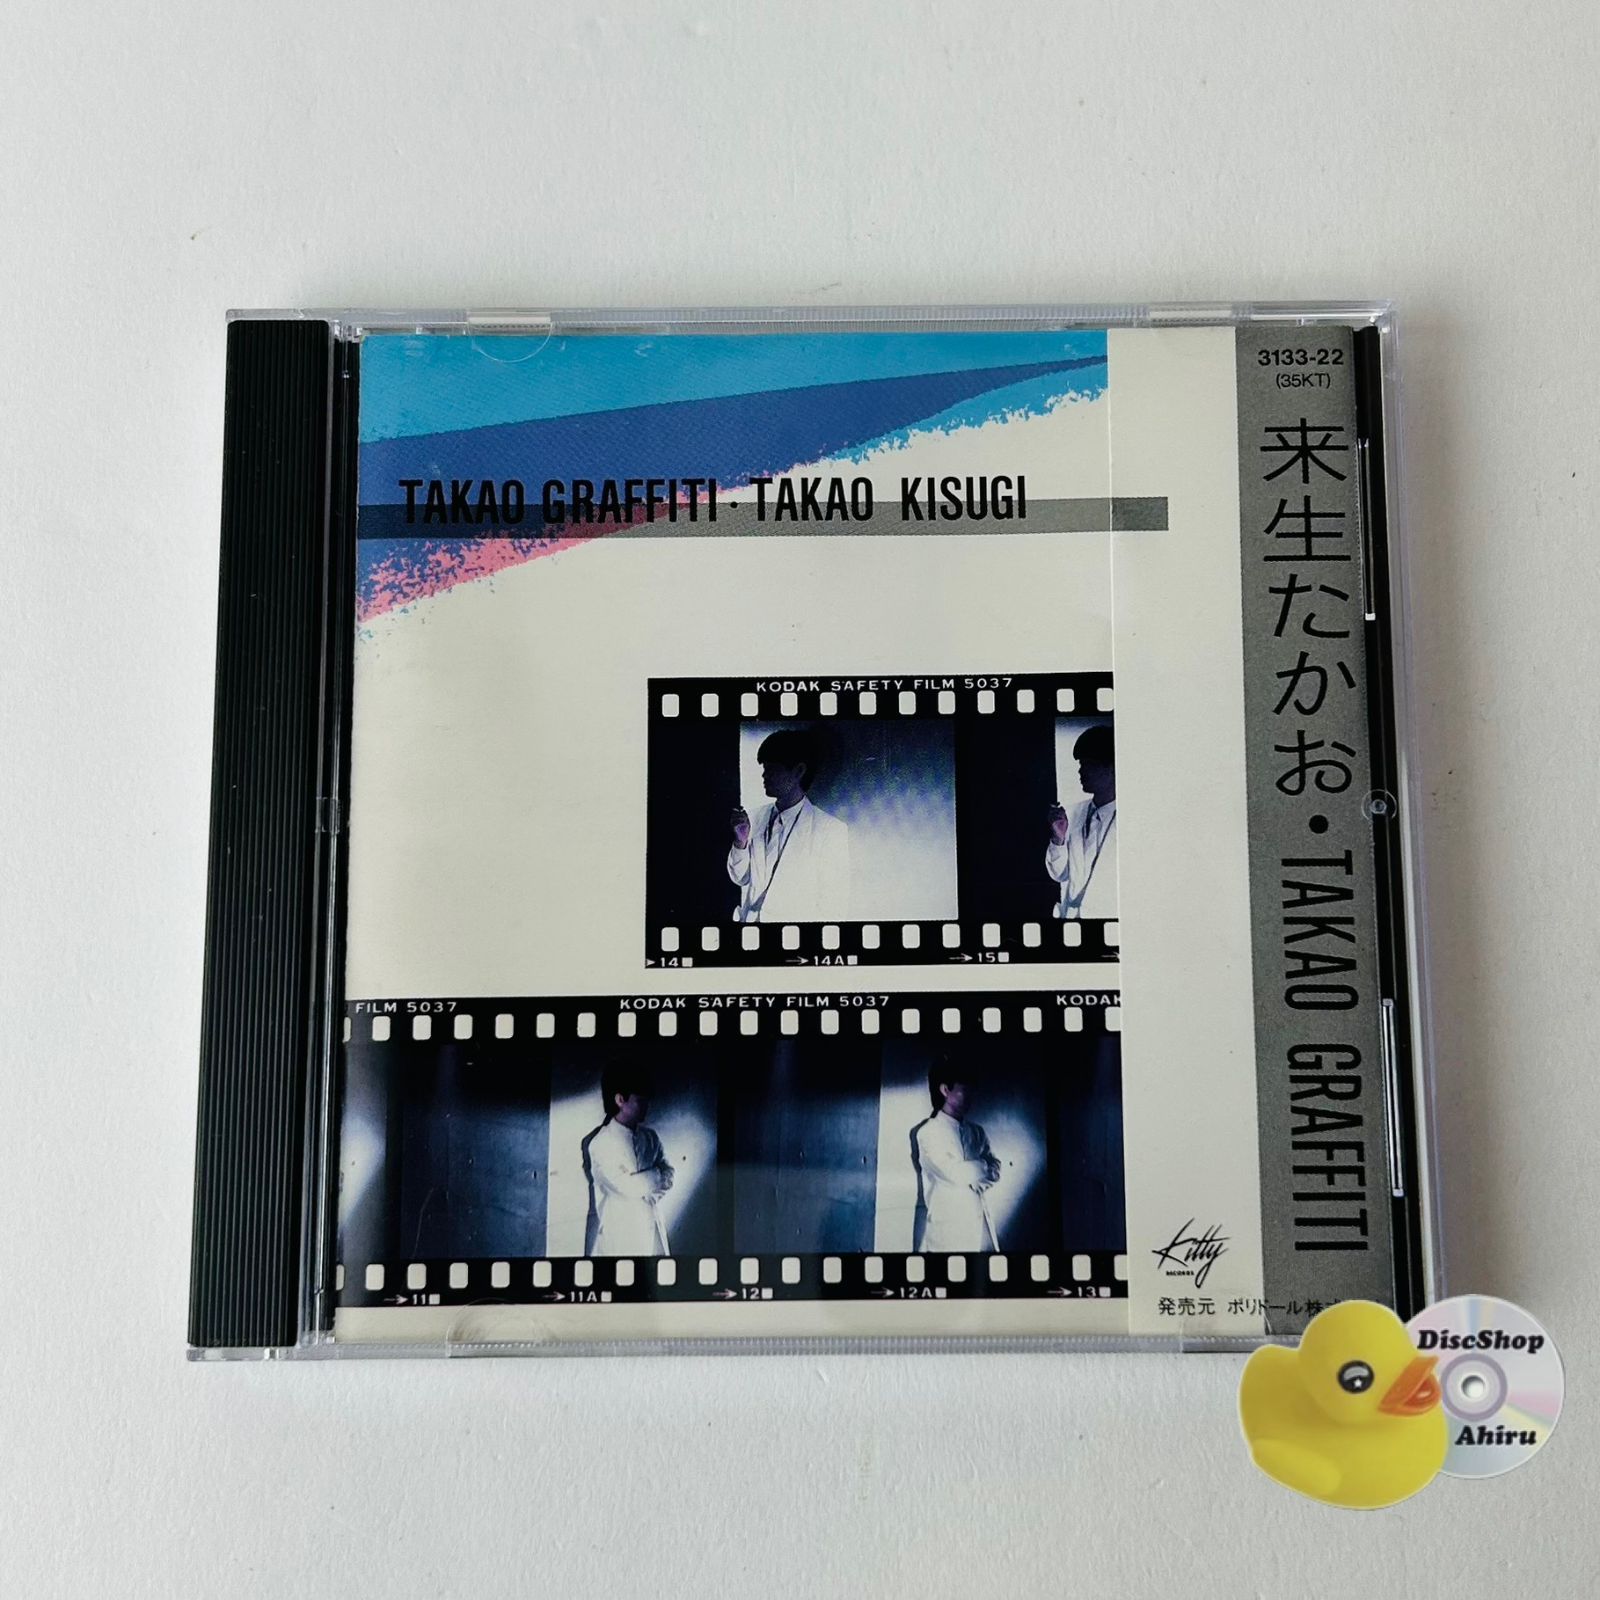 TAKAO GRAFFITI・TAKAO KISUGI
KODAK SAFETY FILM 5037
14 14A 15
FILM 5037 KODAK SAFETY FILM 5037 KODAK
11 11A 12 12A 13
3133-22
(35KT)
来生たかお・TAKAO GRAFFITI
Kitty
RECORDS
発売元 ポリドール株式
DiscShop
Ahiru